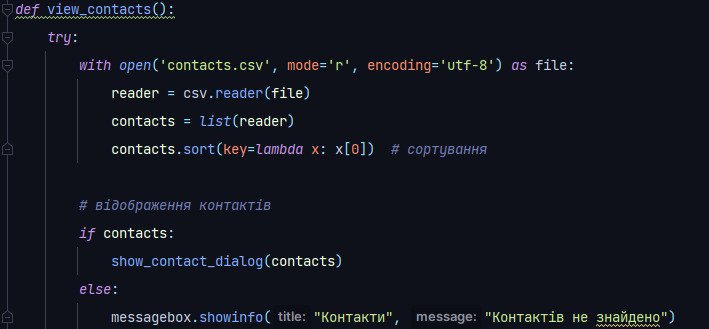 def view_contacts():
try:
with open('contacts.csv', mode='r', encoding='utf-8') as file:
reader = csv.reader(file)
contacts = list(reader)
contacts.sort(key=lambda x: x[0])  # сортування
# відображення контактів
if contacts:
show_contact_dialog(contacts)
else:
messagebox.showinfo( title: "Контакти", message: "Контактів не знайдено")